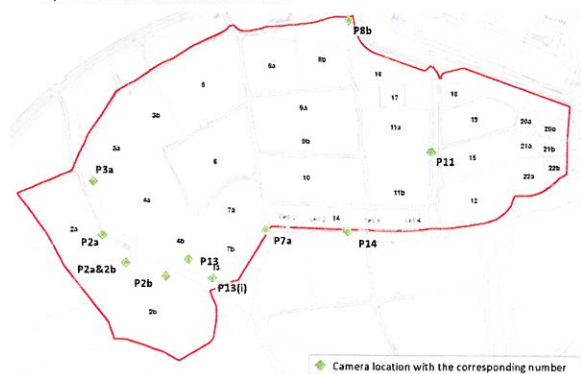 P8b
8b
8a
16
5
17
18
3b
9a
19
20a
20b
11a
P11
21a
21b
3a
9b
6
15
22b
P3a
10
22a
4a
11b
12
7a
14
2a
P7a
P14
P2a
4b
7b
P13
P2a&2b
P2b
13
P13(i)
2b
Camera location with the corresponding number